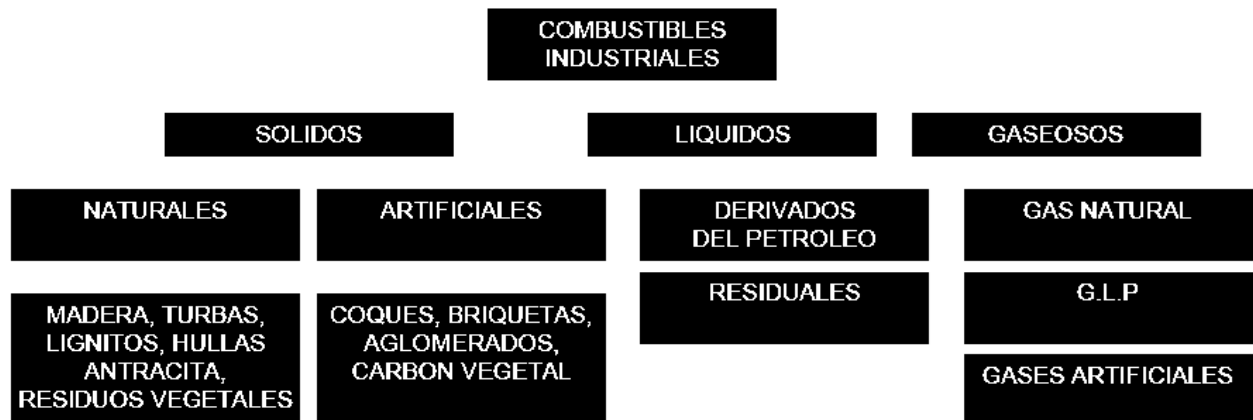 COMBUSTIBLES
INDUSTRIALES
SOLIDOS
LIQUIDOS
GASEOSOS
NATURALES
ARTIFICIALES
DERIVADOS
DEL PETROLEO
GAS NATURAL
RESIDUALES
G.L.P
MADERA, TURBAS,
LIGNITOS, HULLAS
ANTRACITA,
RESIDUOS VEGETALES
COQUES, BRIQUETAS,
AGLOMERADOS,
CARBON VEGETAL
GASES ARTIFICIALES